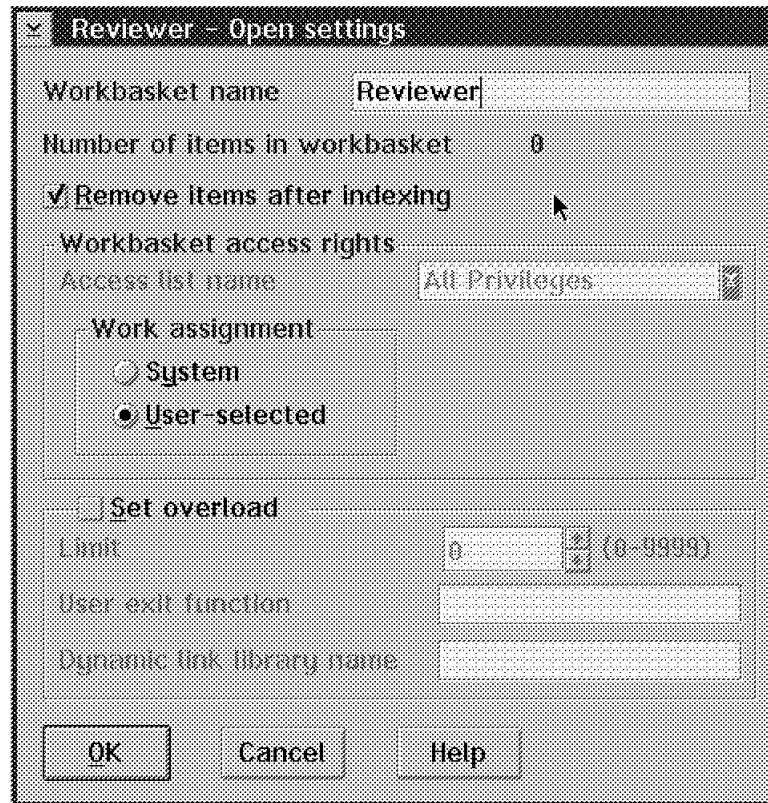 Reviewer - Open settings
Workbasket name Reviewer
Number of items in workbasket 0
Remove items after indexing
Workbasket access rights
Access list name All Privileges
Work assignment
System
User-selected
Set overload
Limit 0 (0-9999)
User exit function
Dynamic link library name
OK Cancel Help